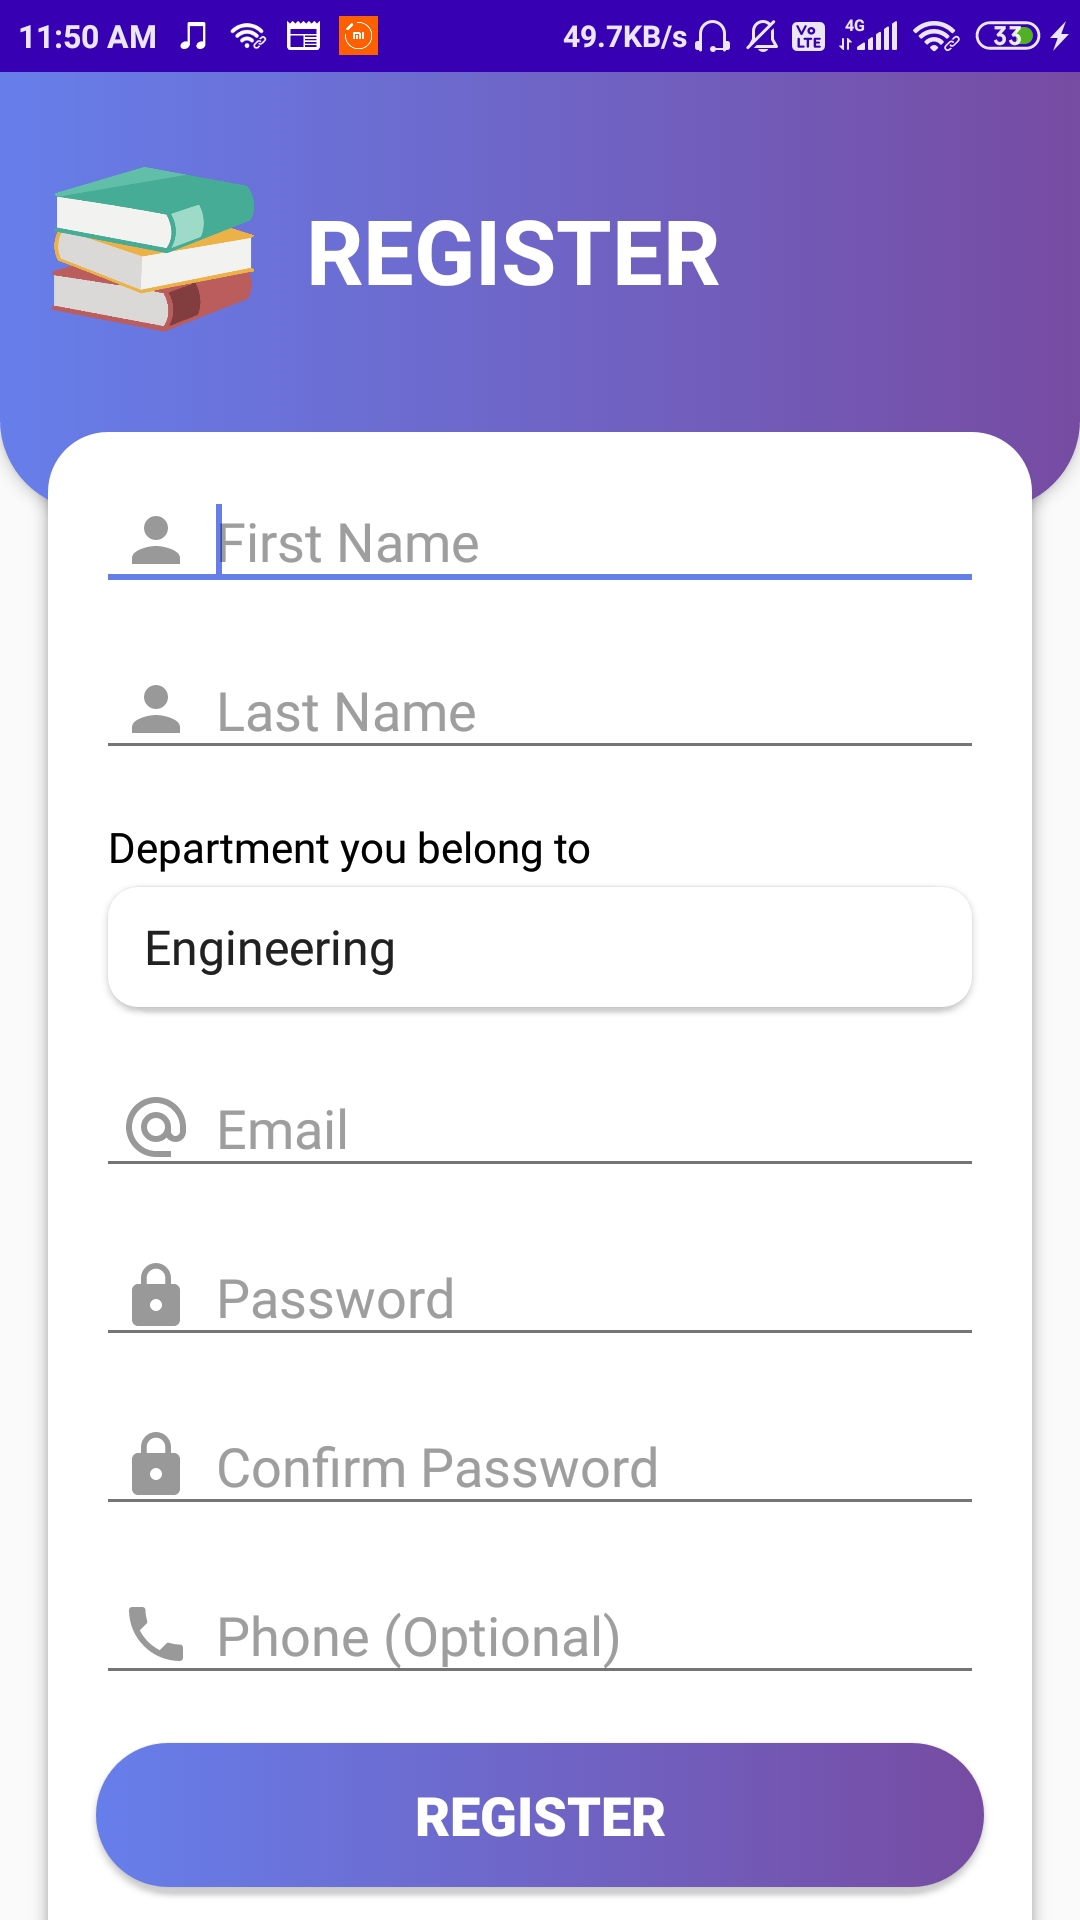 11:50 AM 49.7KB/s Vo LTE 4G 33
mi
REGISTER
First Name
Last Name
Department you belong to
Engineering
Email
Password
Confirm Password
Phone (Optional)
REGISTER